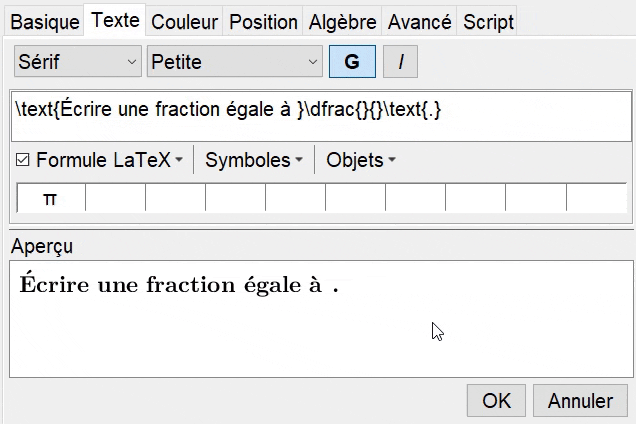 Basique Texte Couleur Position Algèbre Avancé Script
Sérif Petite G I
\text{Écrire une fraction égale à }\dfrac{}{}\text{.}
Formule LaTeX Symboles Objets
π
Aperçu
Écrire une fraction égale à .
OK Annuler